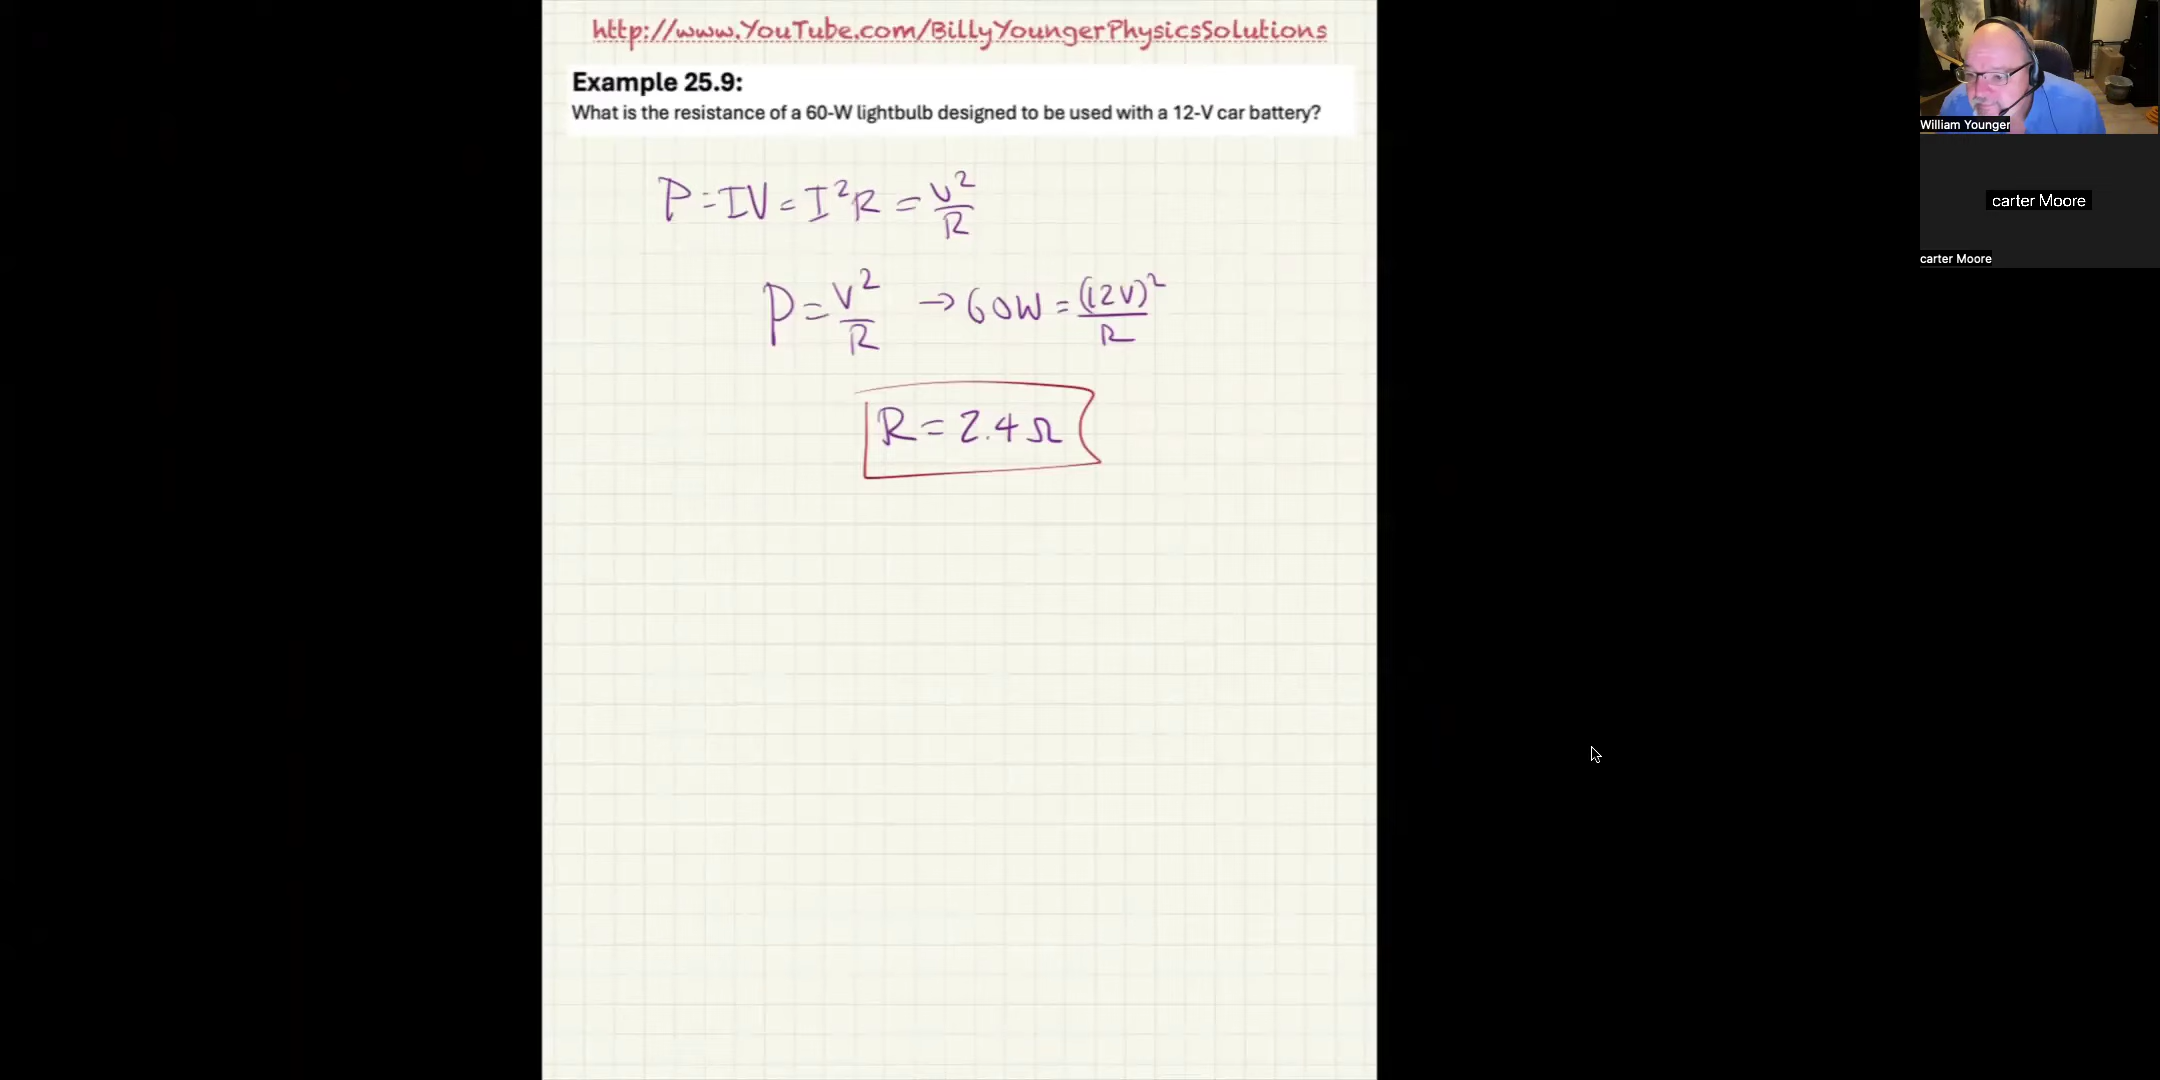 http://www.YouTube.com/BillyYoungerPhysicsSolutions
Example 25.9:
What is the resistance of a 60-W lightbulb designed to be used with a 12-V car battery?
P = IV = I²R = V²/R
P = V²/R → 60W = (12V)²/R
R = 2.4 Ω
William Younger
carter Moore
carter Moore